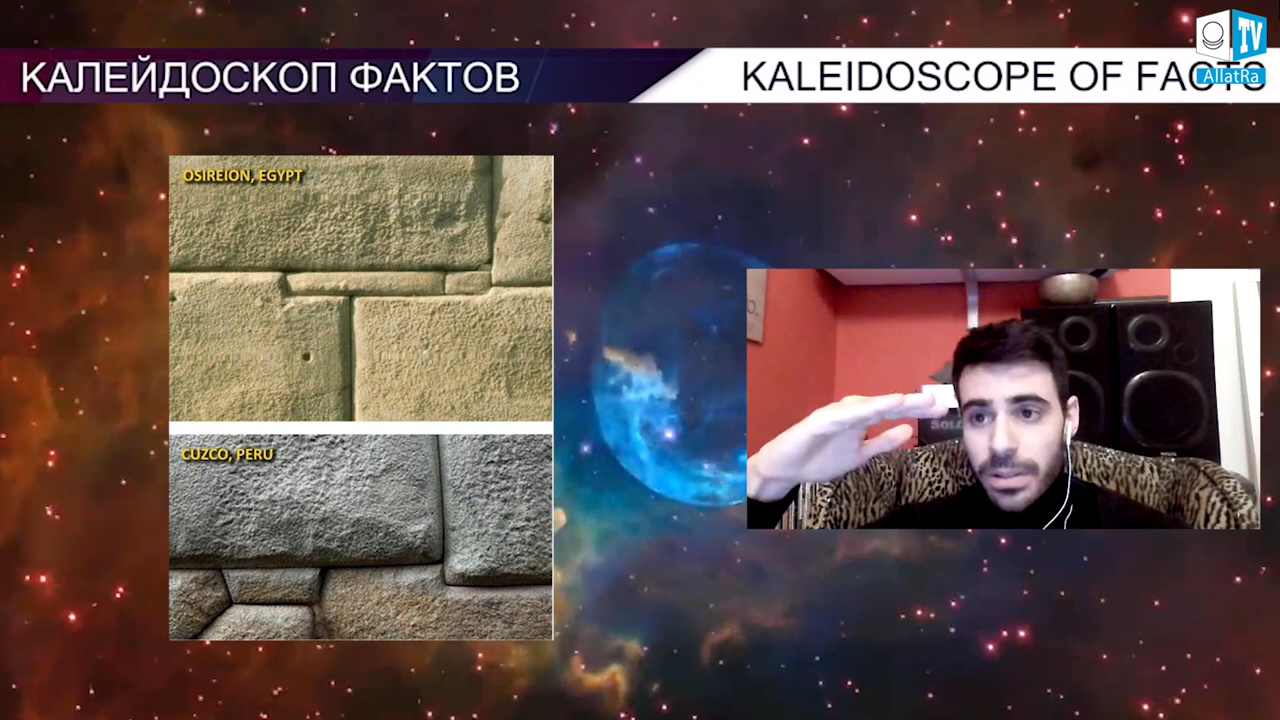 КАЛЕЙДОСКОП ФАКТОВ
KALEIDOSCOPE OF FACTS
TV
AllatRa
OSIREION, EGYPT
CUZCO, PERU